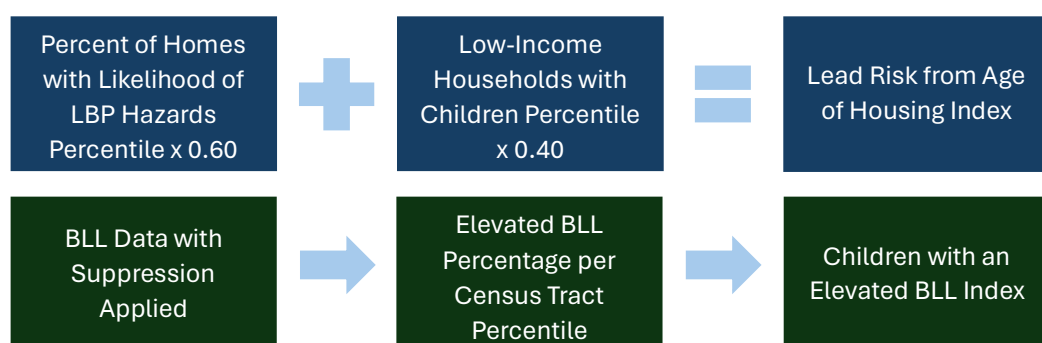 Percent of Homes
with Likelihood of
LBP Hazards
Percentile x 0.60
Low-Income
Households with
Children Percentile
x 0.40
Lead Risk from Age
of Housing Index
BLL Data with
Suppression
Applied
Elevated BLL
Percentage per
Census Tract
Percentile
Children with an
Elevated BLL Index